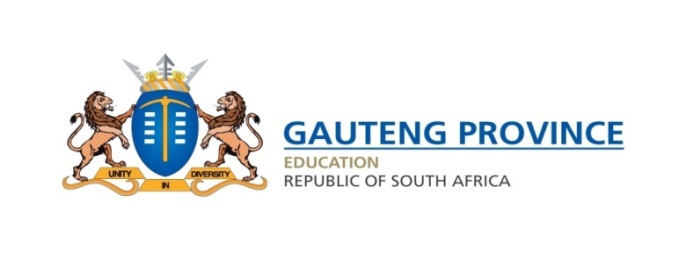 GAUTENG PROVINCE
EDUCATION
REPUBLIC OF SOUTH AFRICA
UNITY IN DIVERSITY